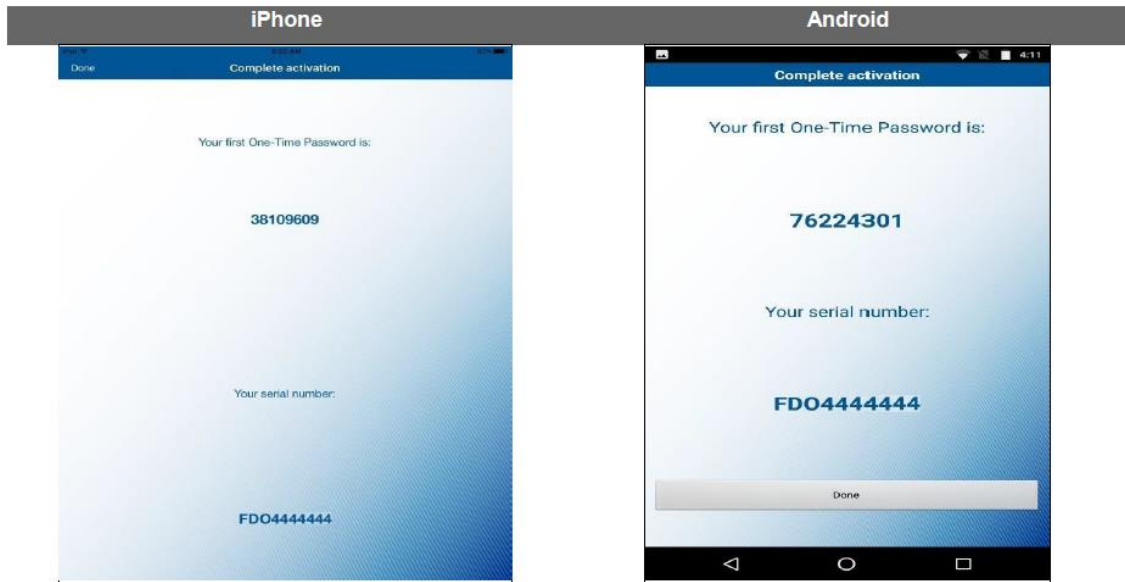 iPhone
Android
Done
Complete activation
Your first One-Time Password is:
38109609
Your serial number:
FDO4444444
4:11
Complete activation
Your first One-Time Password is:
76224301
Your serial number:
FDO4444444
Done